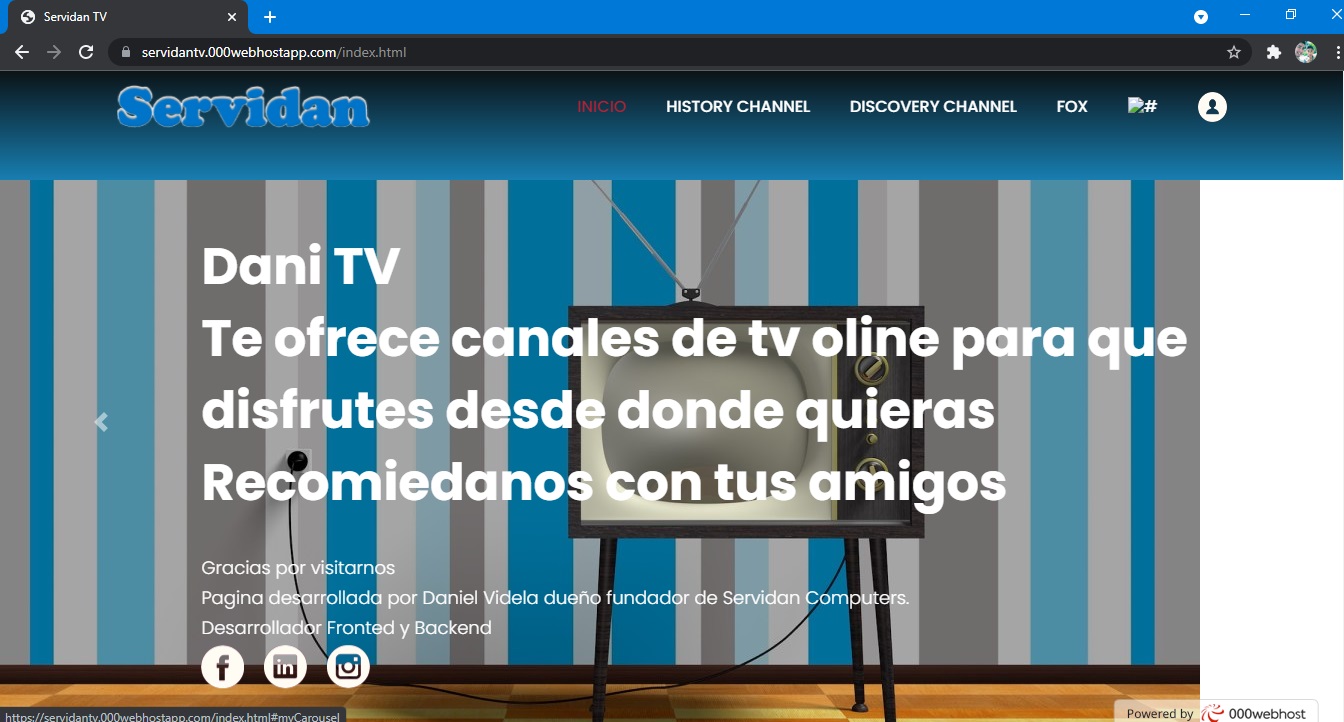 Servidan TV
servidantv.000webhostapp.com/index.html
Servidan
INICIO
HISTORY CHANNEL
DISCOVERY CHANNEL
FOX
#
Dani TV
Te ofrece canales de tv oline para que
disfrutes desde donde quieras
Recomiedanos con tus amigos
Gracias por visitarnos
Pagina desarrollada por Daniel Videla dueño fundador de Servidan Computers.
Desarrollador Fronted y Backend
https://servidantv.000webhostapp.com/index.html#myCarousel
Powered by 000webhost